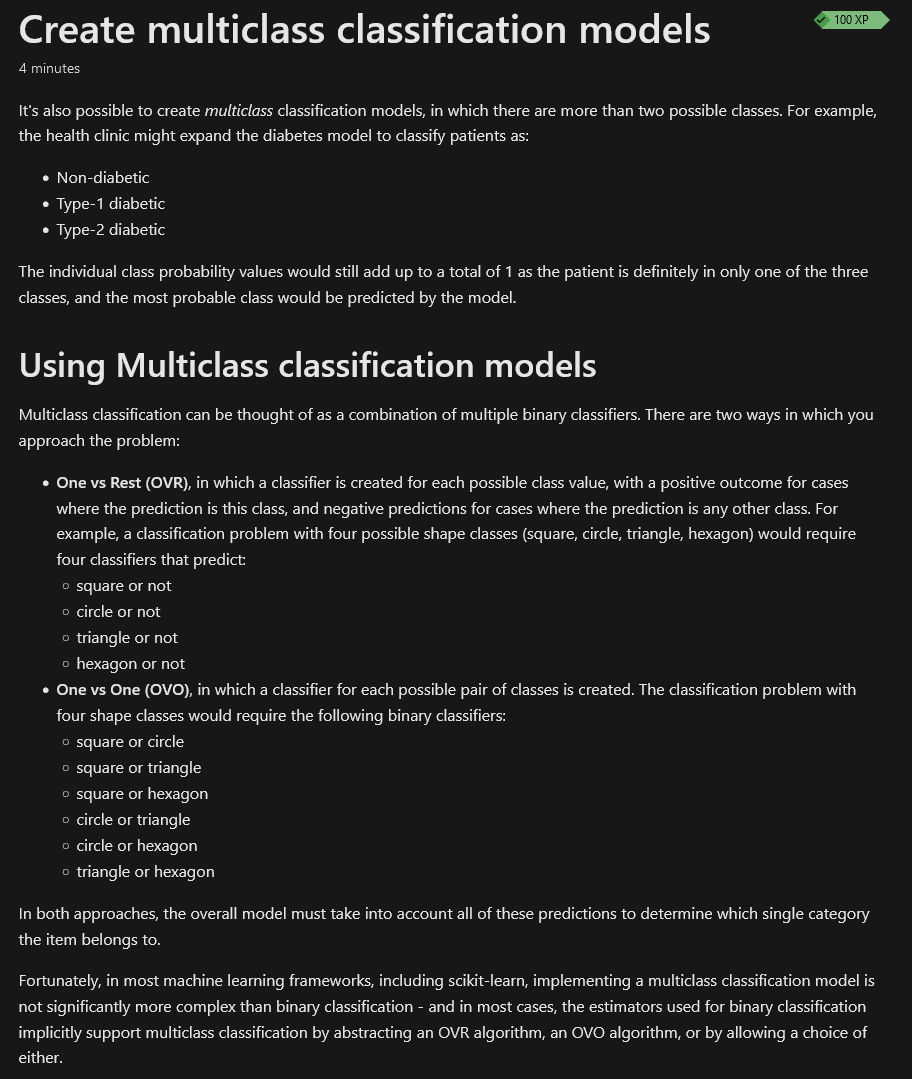 Create multiclass classification models
100 XP
4 minutes
It's also possible to create multiclass classification models, in which there are more than two possible classes. For example,
the health clinic might expand the diabetes model to classify patients as:
• Non-diabetic
• Type-1 diabetic
• Type-2 diabetic
The individual class probability values would still add up to a total of 1 as the patient is definitely in only one of the three
classes, and the most probable class would be predicted by the model.
Using Multiclass classification models
Multiclass classification can be thought of as a combination of multiple binary classifiers. There are two ways in which you
approach the problem:
• One vs Rest (OVR), in which a classifier is created for each possible class value, with a positive outcome for cases
where the prediction is this class, and negative predictions for cases where the prediction is any other class. For
example, a classification problem with four possible shape classes (square, circle, triangle, hexagon) would require
four classifiers that predict:
○ square or not
○ circle or not
○ triangle or not
○ hexagon or not
• One vs One (OVO), in which a classifier for each possible pair of classes is created. The classification problem with
four shape classes would require the following binary classifiers:
○ square or circle
○ square or triangle
○ square or hexagon
○ circle or triangle
○ circle or hexagon
○ triangle or hexagon
In both approaches, the overall model must take into account all of these predictions to determine which single category
the item belongs to.
Fortunately, in most machine learning frameworks, including scikit-learn, implementing a multiclass classification model is
not significantly more complex than binary classification - and in most cases, the estimators used for binary classification
implicitly support multiclass classification by abstracting an OVR algorithm, an OVO algorithm, or by allowing a choice of
either.